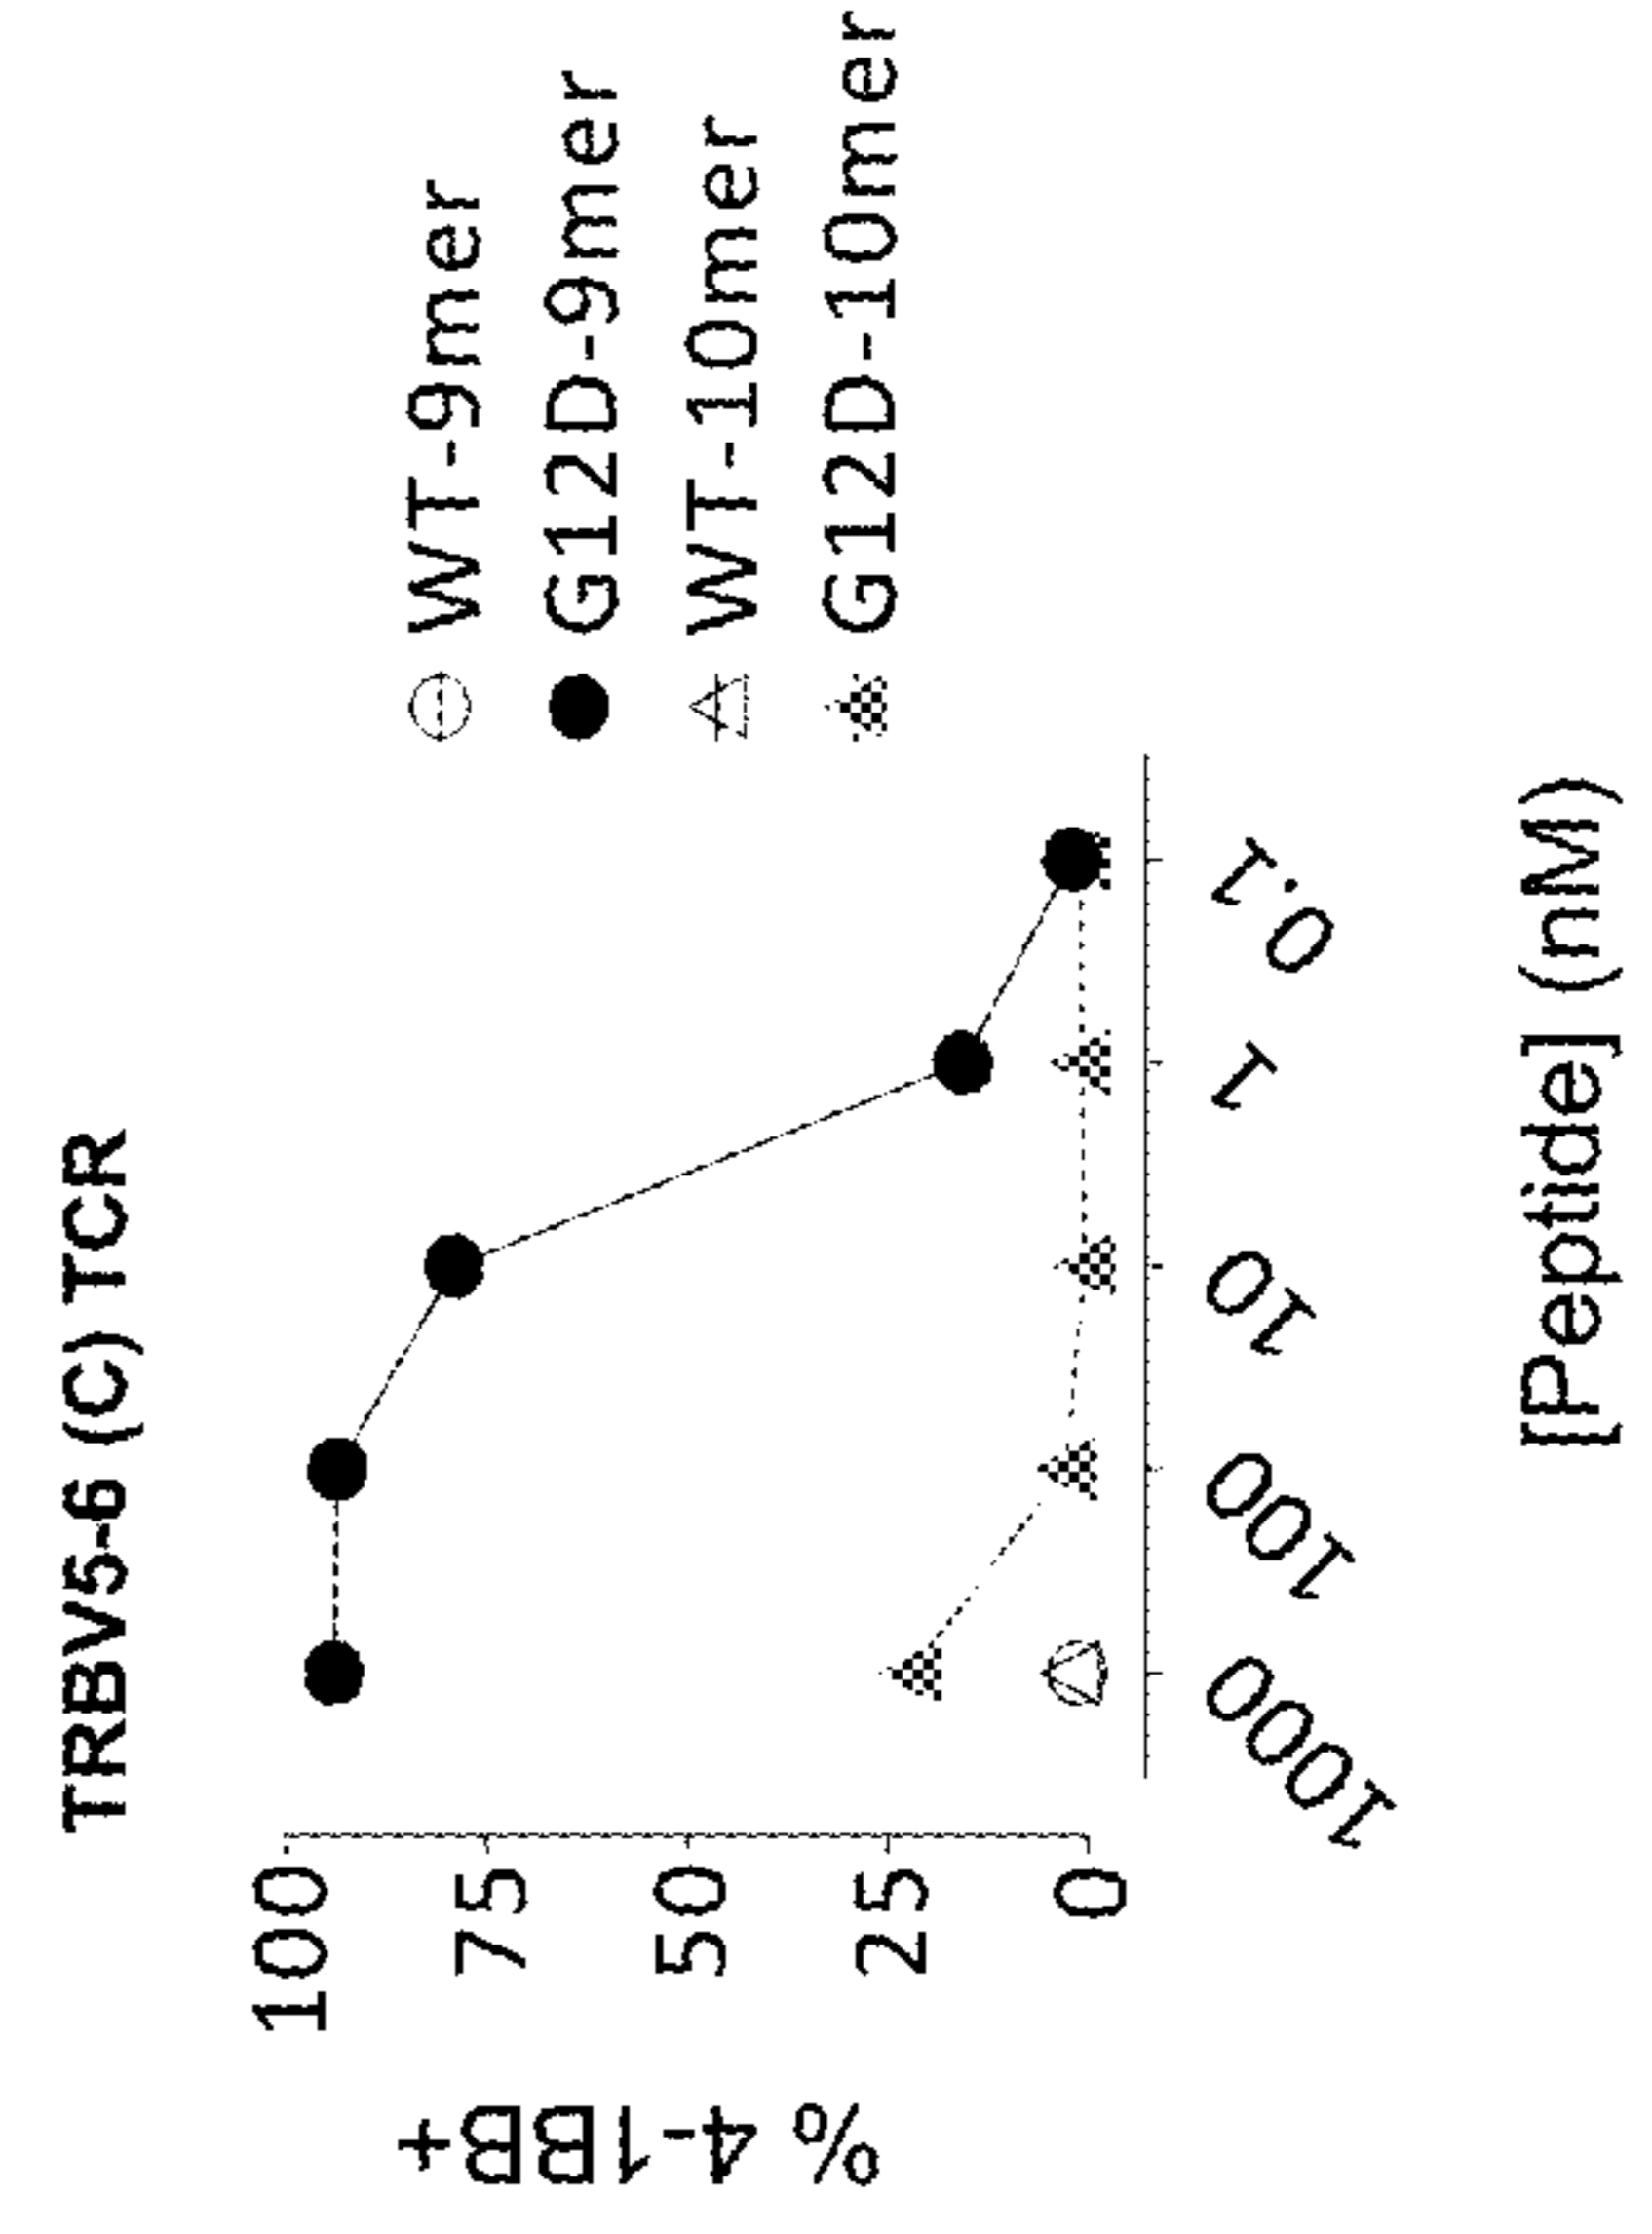 TRBV5-6 (C) TCR
% 4-1BB+
100
75
50
25
0
1000
100
10
1
0.1
[Peptide] (nM)
WT-9mer
G12D-9mer
WT-10mer
G12D-10mer